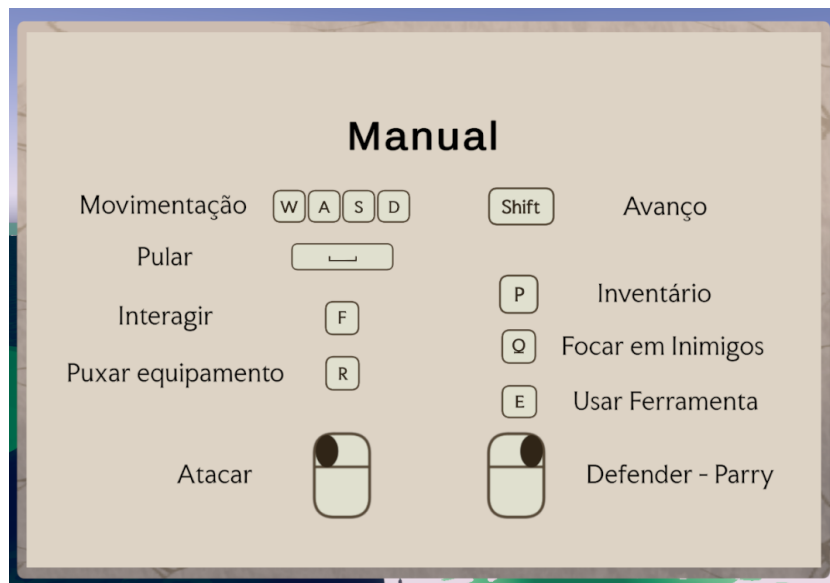 Manual
Movimentação W A S D Shift Avanço
Pular
P Inventário
Interagir F
Q Focar em Inimigos
Puxar equipamento R
E Usar Ferramenta
Atacar Defender - Parry